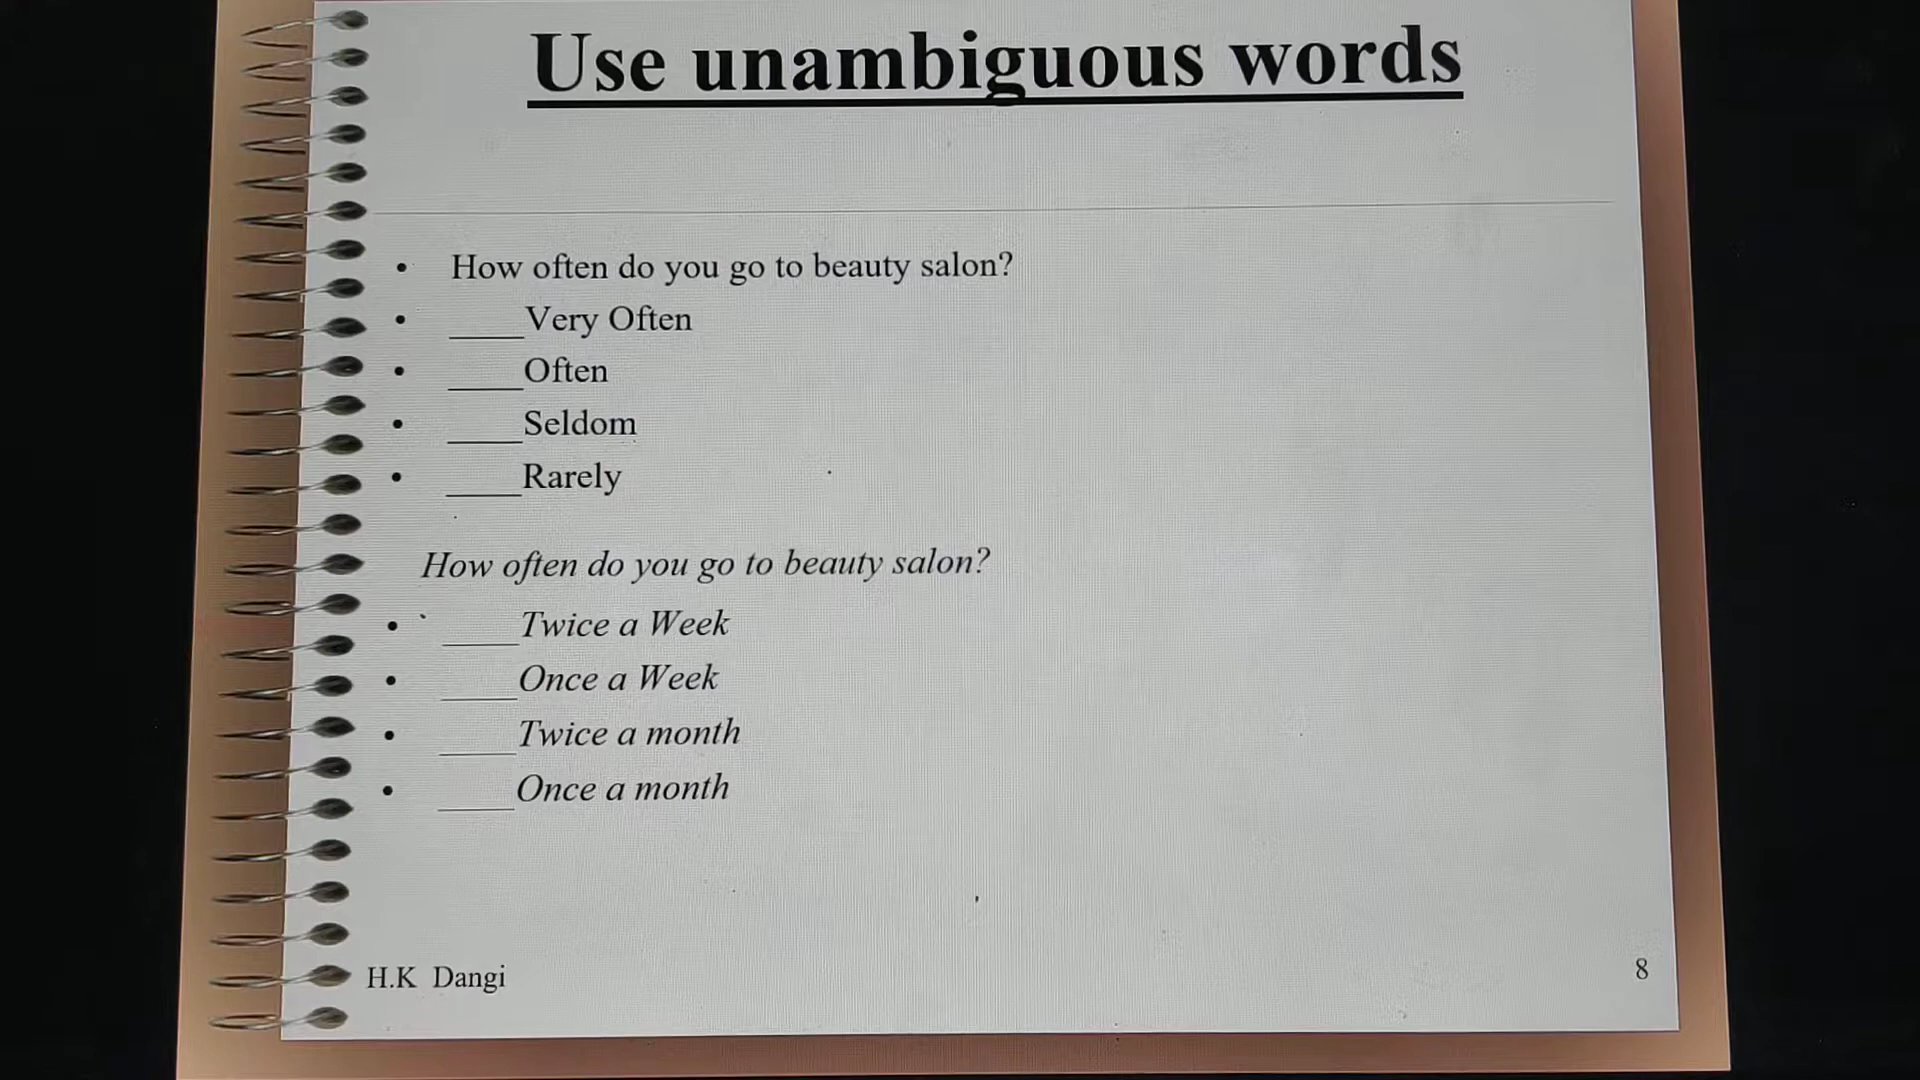 Use unambiguous words
• How often do you go to beauty salon?
• ____Very Often
• ____Often
• ____Seldom
• ____Rarely
How often do you go to beauty salon?
• ____Twice a Week
• ____Once a Week
• ____Twice a month
• ____Once a month
H.K Dangi
8